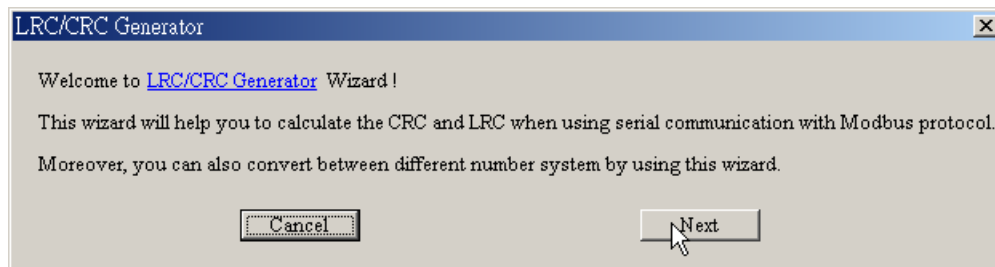 LRC/CRC Generator
Welcome to LRC/CRC Generator Wizard !
This wizard will help you to calculate the CRC and LRC when using serial communication with Modbus protocol.
Moreover, you can also convert between different number system by using this wizard.
Cancel Next